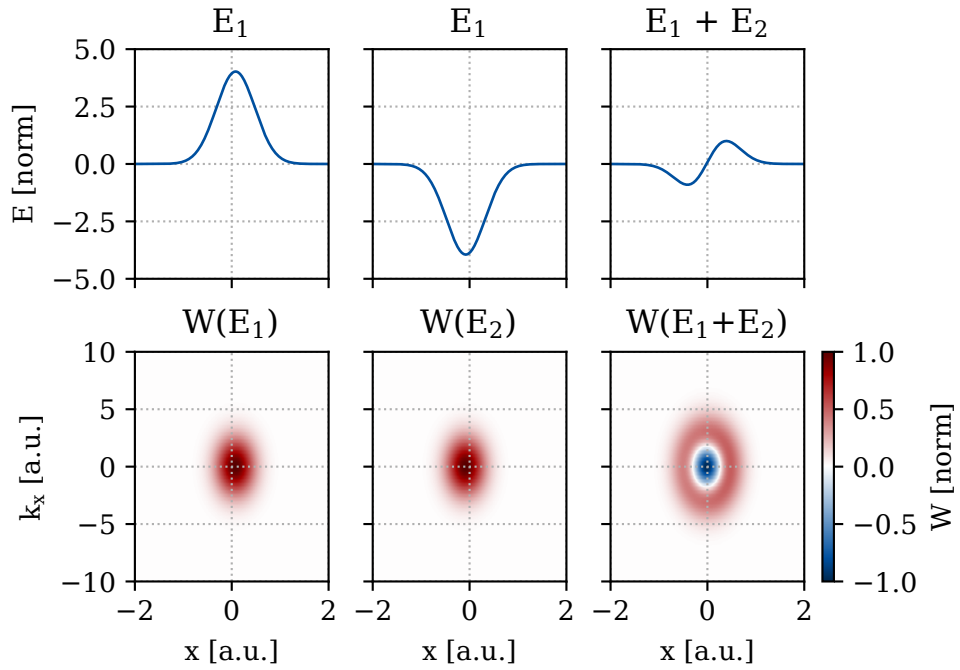 E₁ E₁ E₁ + E₂
5.0
2.5
0.0
−2.5
−5.0
E [norm]
W(E₁) W(E₂) W(E₁+E₂)
10
5
0
−5
−10
kₓ [a.u.]
−2 0 2 −2 0 2 −2 0 2
x [a.u.] x [a.u.] x [a.u.]
1.0
0.5
0.0
−0.5
−1.0
W [norm]